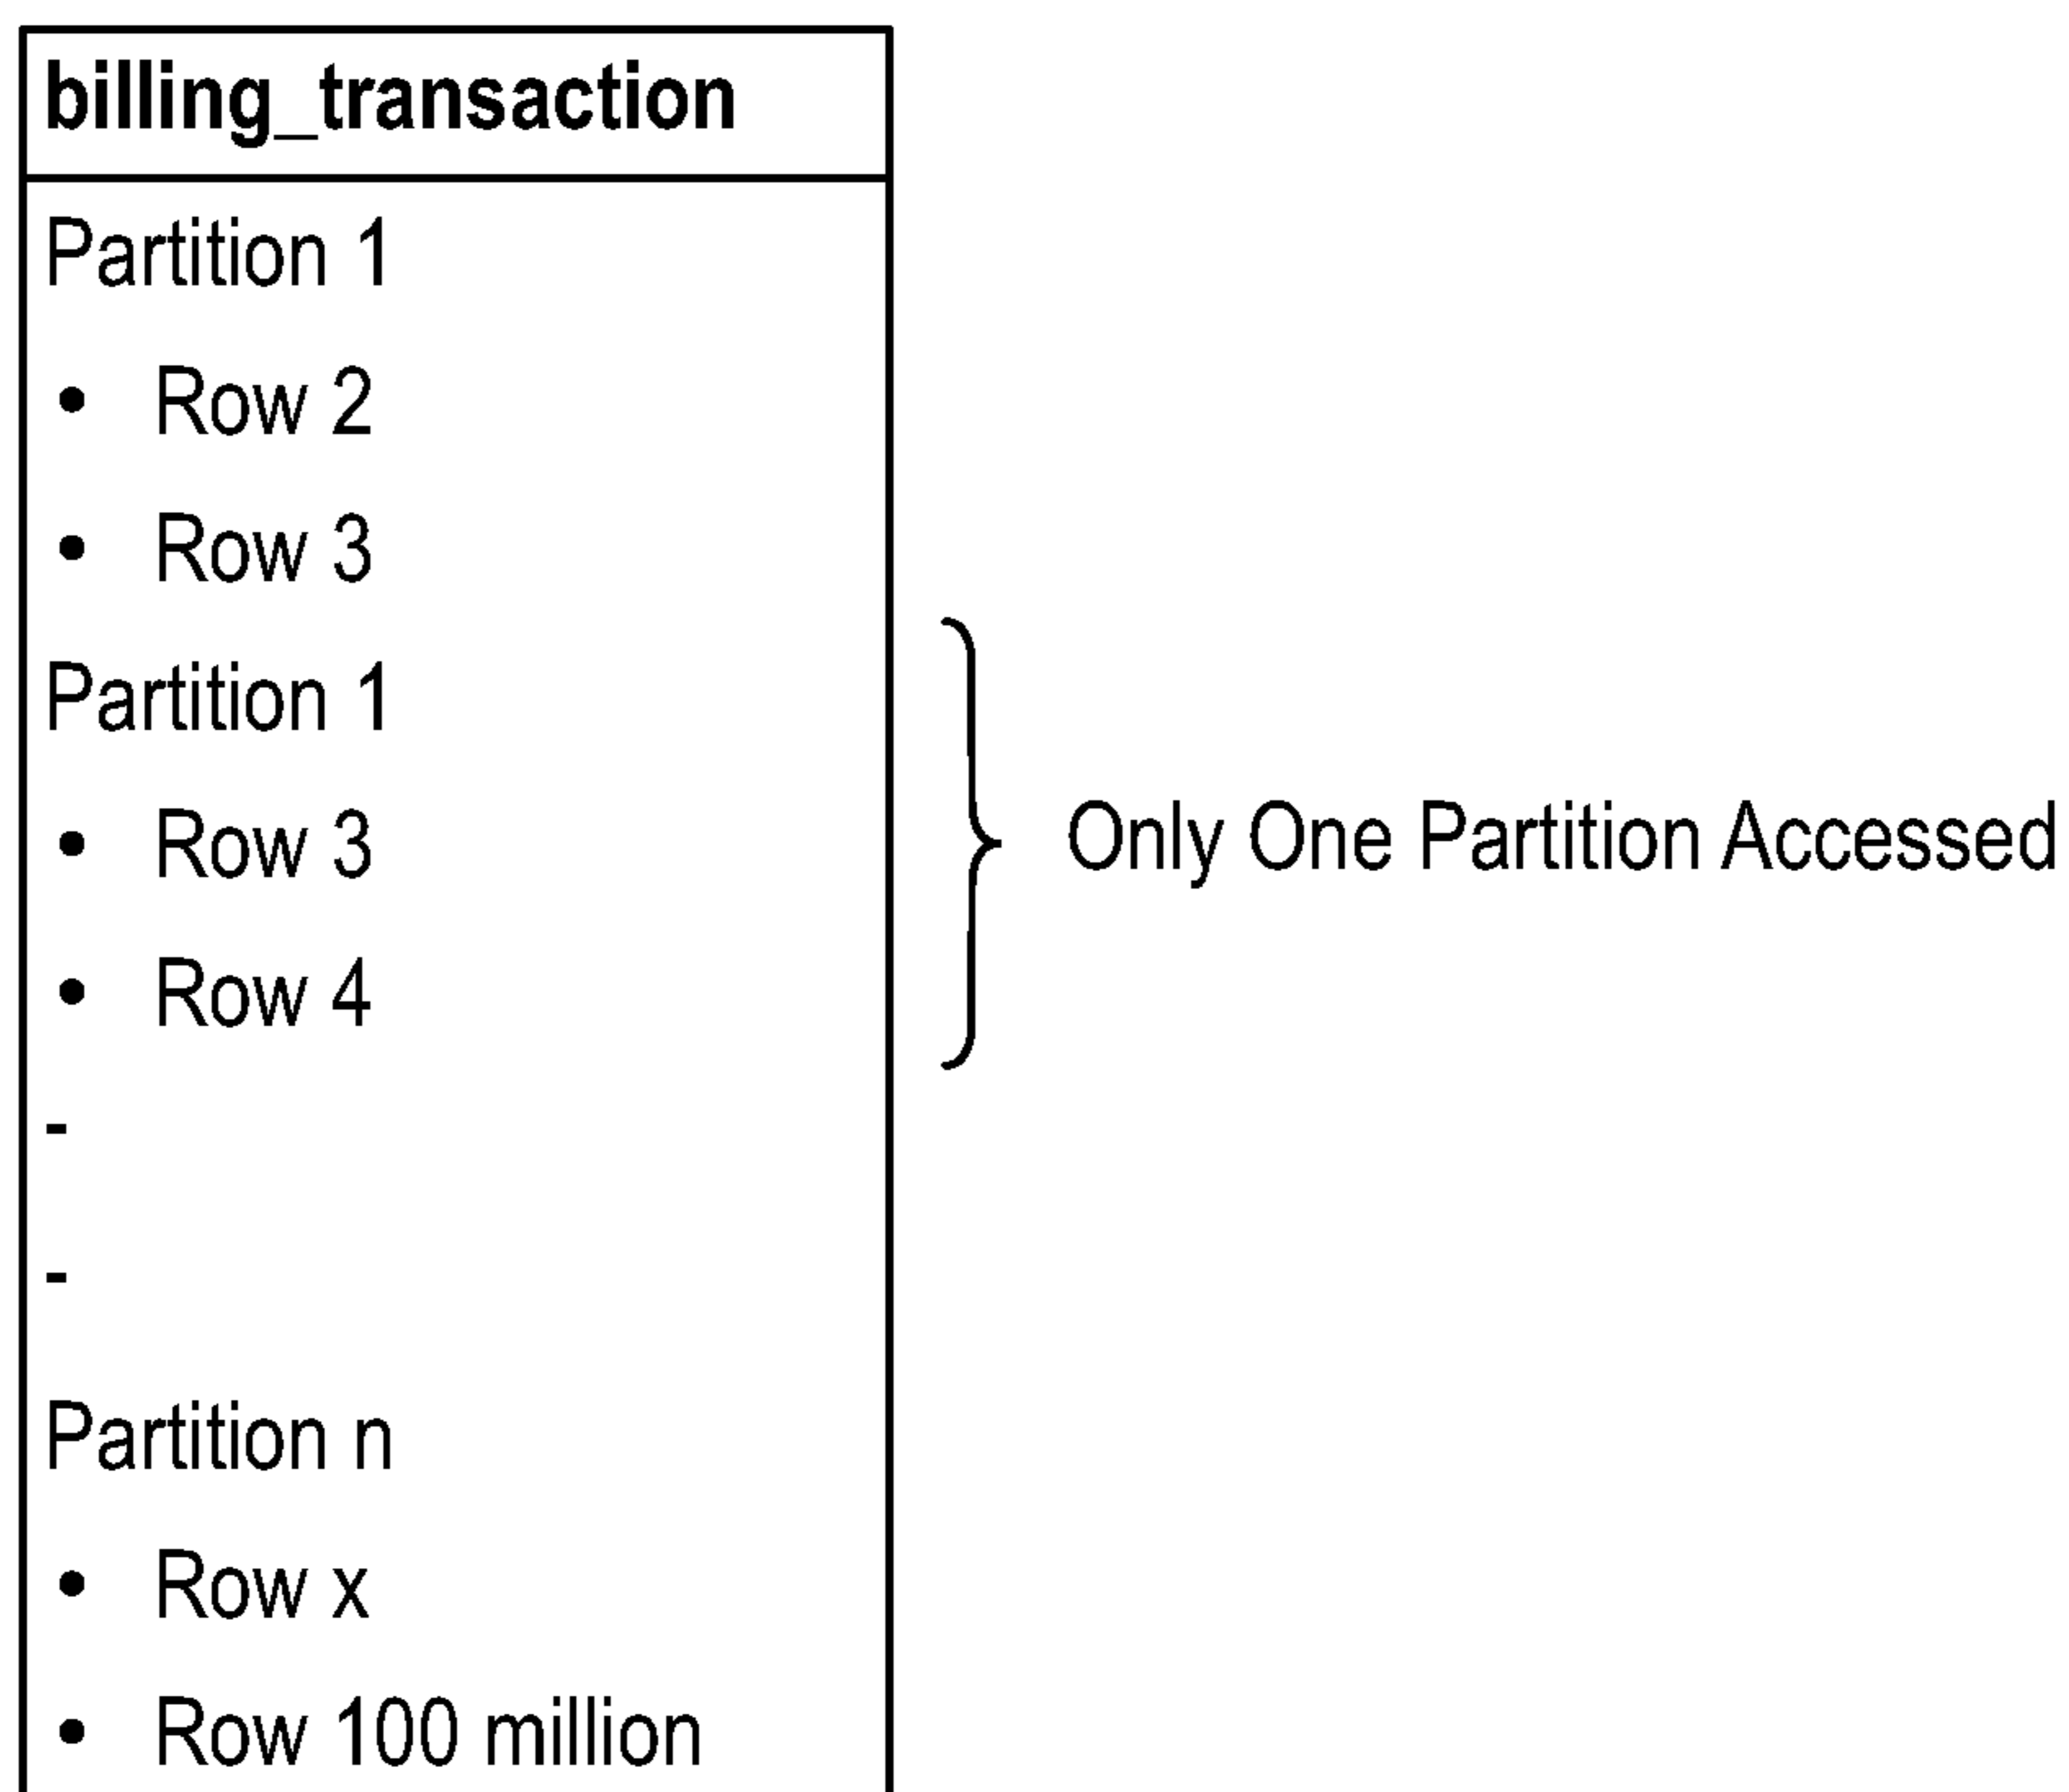 billing_transaction
Partition 1
• Row 2
• Row 3
Partition 1
• Row 3
Only One Partition Accessed
• Row 4
-
-
Partition n
• Row x
• Row 100 million